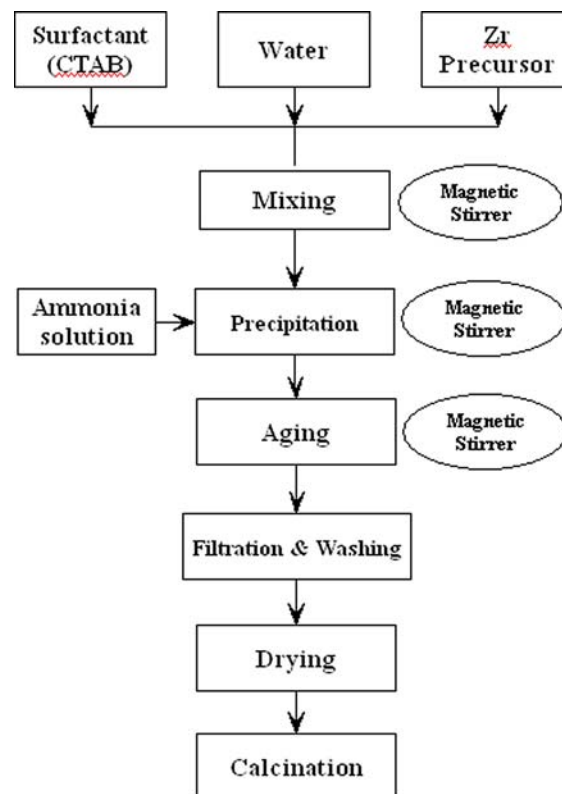 Surfactant
(CTAB)
Water
Zr
Precursor
Mixing
Magnetic
Stirrer
Ammonia
solution
Precipitation
Magnetic
Stirrer
Aging
Magnetic
Stirrer
Filtration & Washing
Drying
Calcination